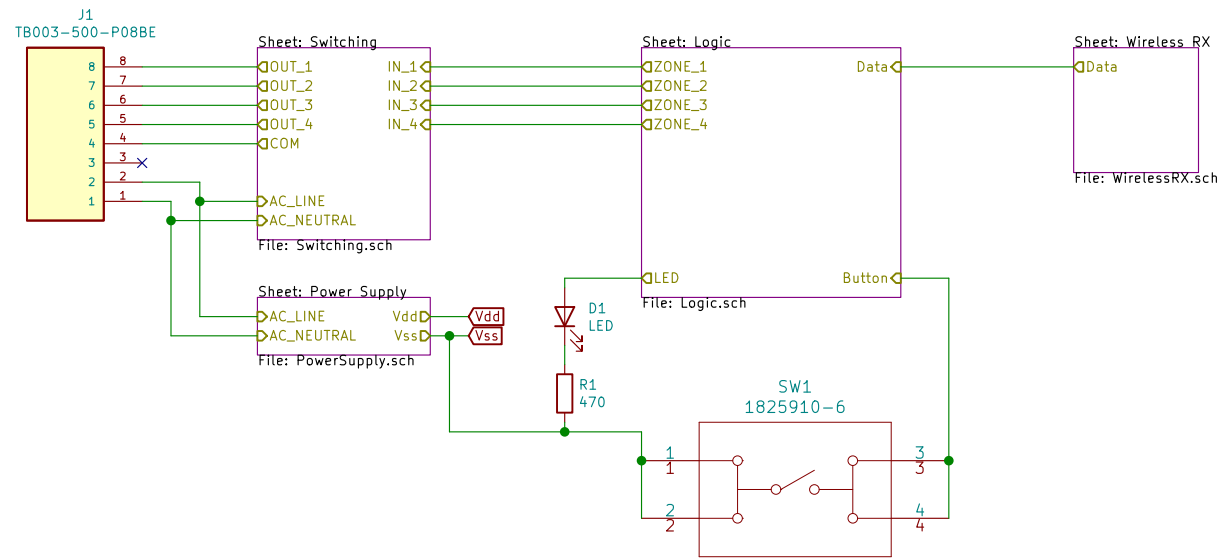 J1
TB003-500-P08BE
8 8
7 7
6 6
5 5
4 4
3 3
2 2
1 1
Sheet: Switching
OUT_1 IN_1
OUT_2 IN_2
OUT_3 IN_3
OUT_4 IN_4
COM
AC_LINE
AC_NEUTRAL
File: Switching.sch
Sheet: Logic
ZONE_1 Data
ZONE_2
ZONE_3
ZONE_4
LED Button
File: Logic.sch
Sheet: Wireless RX
Data
File: WirelessRX.sch
Sheet: Power Supply
AC_LINE Vdd Vdd
AC_NEUTRAL Vss Vss
File: PowerSupply.sch
D1
LED
R1
470
SW1
1825910-6
1 3
1 3
2 4
2 4